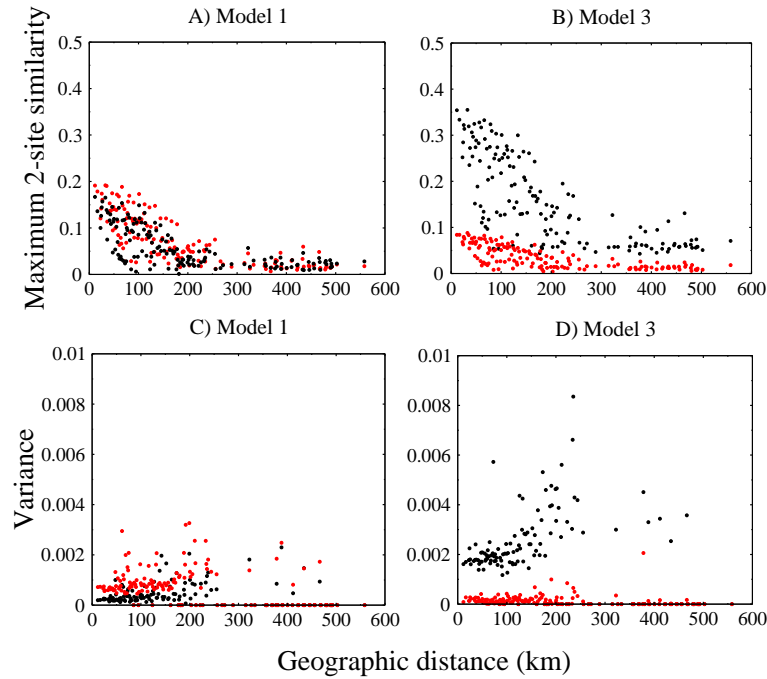 A) Model 1
B) Model 3
Maximum 2-site similarity
0.5
0.4
0.3
0.2
0.1
0
0 100 200 300 400 500 600
0.5
0.4
0.3
0.2
0.1
0
0 100 200 300 400 500 600
C) Model 1
D) Model 3
Variance
0.01
0.008
0.006
0.004
0.002
0
0 100 200 300 400 500 600
0.01
0.008
0.006
0.004
0.002
0
0 100 200 300 400 500 600
Geographic distance (km)